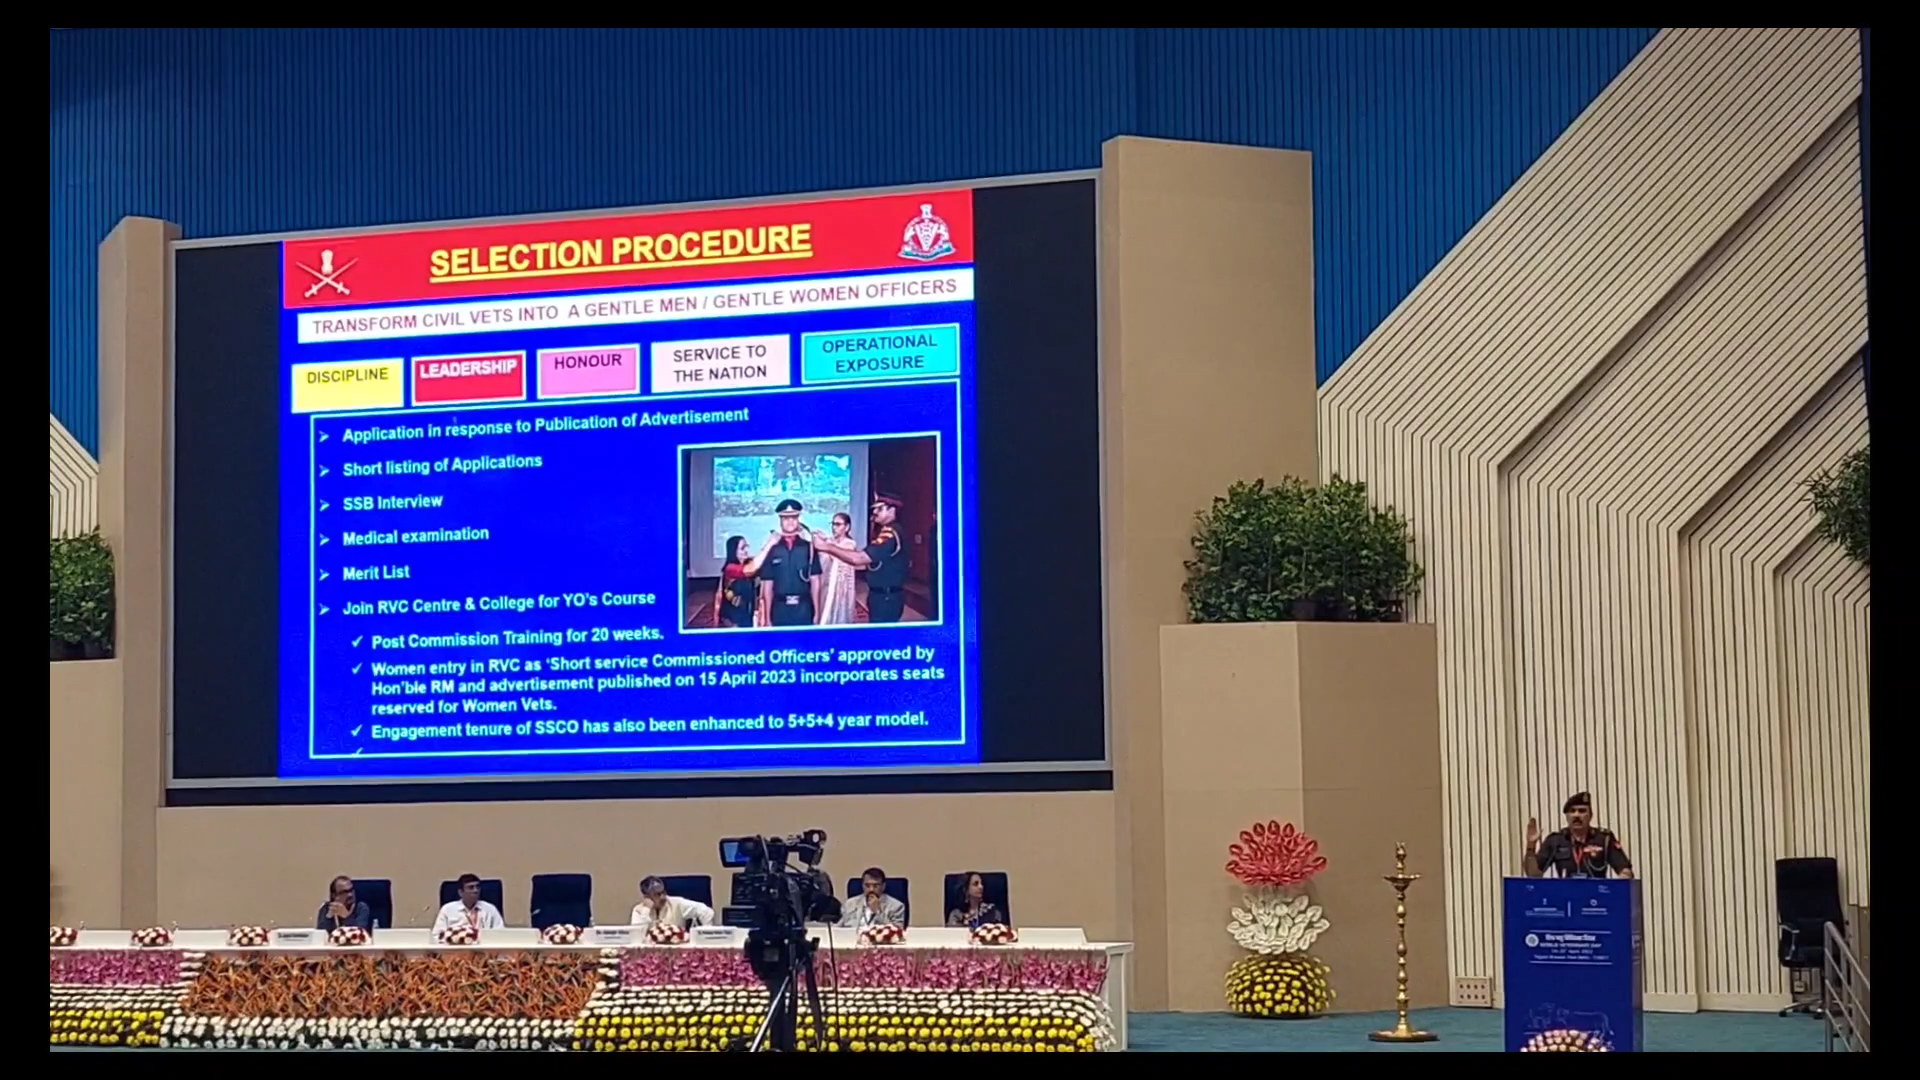 SELECTION PROCEDURE
TRANSFORM CIVIL VETS INTO A GENTLE MEN / GENTLE WOMEN OFFICERS
DISCIPLINE
LEADERSHIP
HONOUR
SERVICE TO
THE NATION
OPERATIONAL
EXPOSURE
➢ Application in response to Publication of Advertisement
➢ Short listing of Applications
➢ SSB Interview
➢ Medical examination
➢ Merit List
➢ Join RVC Centre & College for YO's Course
✓ Post Commission Training for 20 weeks.
✓ Women entry in RVC as 'Short service Commissioned Officers' approved by
Hon'ble RM and advertisement published on 15 April 2023 incorporates seats
reserved for Women Vets.
✓ Engagement tenure of SSCO has also been enhanced to 5+5+4 year model.
✓
WORLD VETERINARY DAY